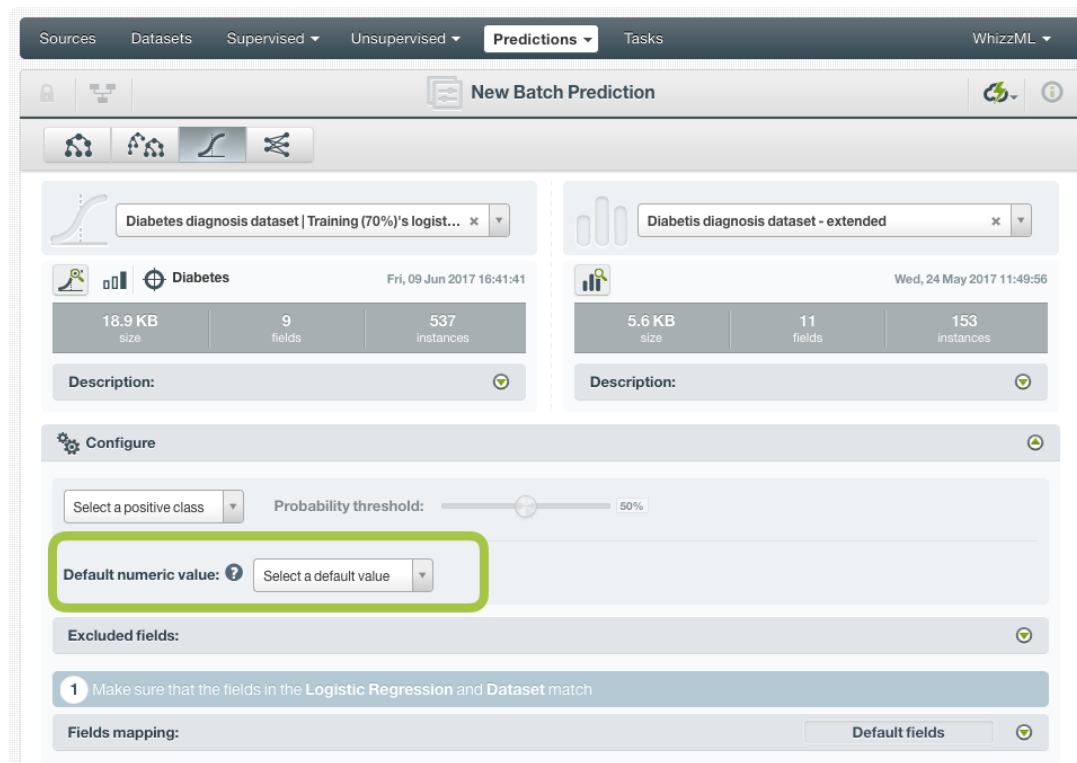 Sources Datasets Supervised Unsupervised Predictions Tasks WhizzML
New Batch Prediction
Diabetes diagnosis dataset | Training (70%)'s logist... ×
Diabetis diagnosis dataset - extended ×
Diabetes Fri, 09 Jun 2017 16:41:41
Wed, 24 May 2017 11:49:56
18.9 KB 9 537
size fields instances
5.6 KB 11 153
size fields instances
Description:
Description:
Configure
Select a positive class Probability threshold: 50%
Default numeric value: ? Select a default value
Excluded fields:
1 Make sure that the fields in the Logistic Regression and Dataset match
Fields mapping: Default fields